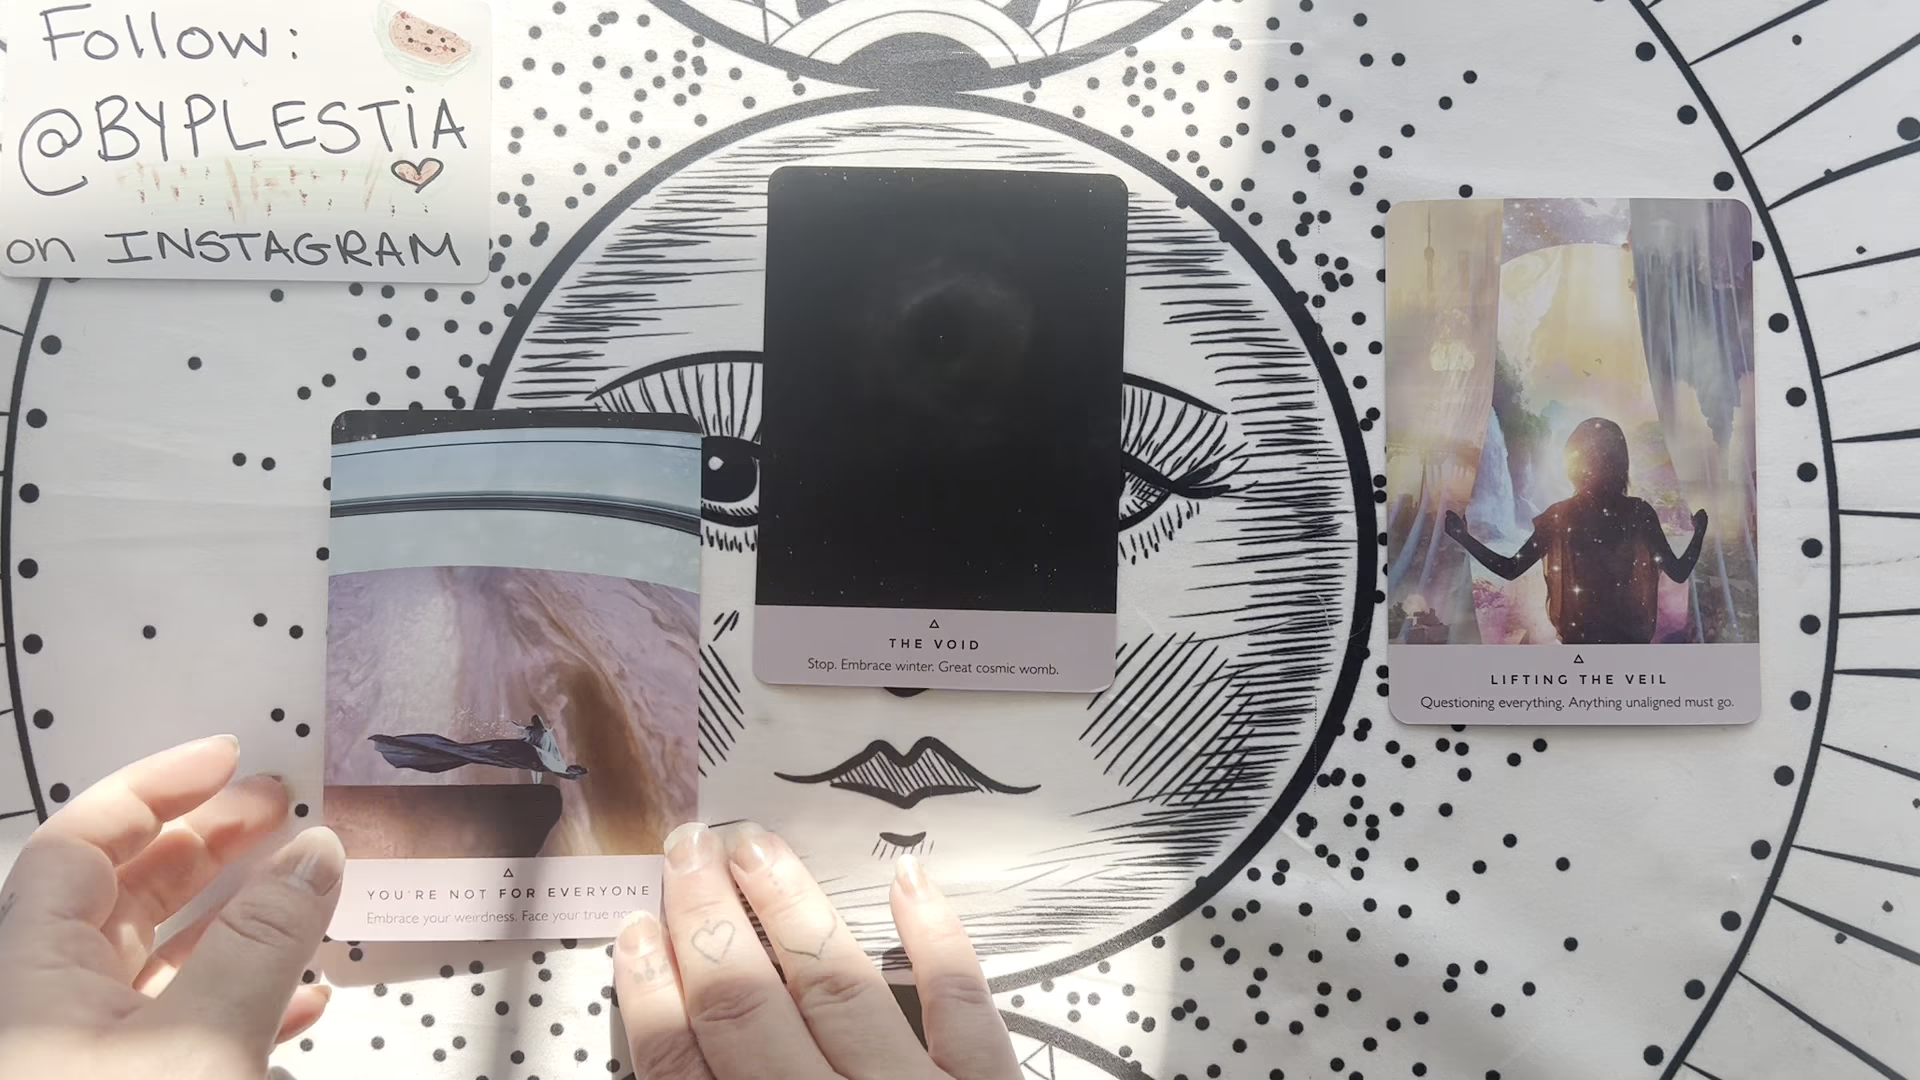 Follow:
@BYPLESTIA
on INSTAGRAM
THE VOID
Stop. Embrace winter. Great cosmic womb.
LIFTING THE VEIL
Questioning everything. Anything unaligned must go.
YOU'RE NOT FOR EVERYONE
Embrace your weirdness. Face your true